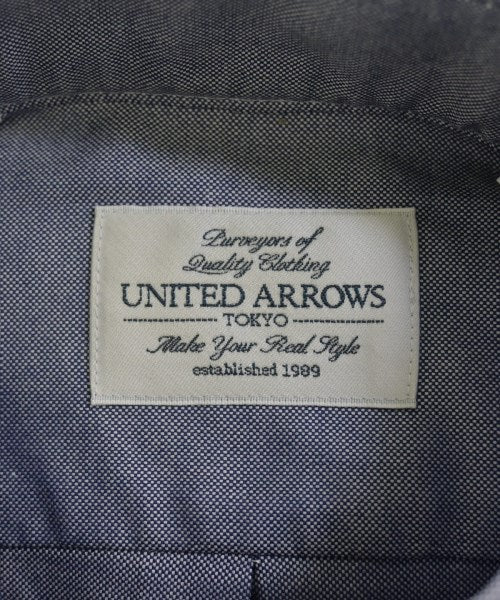 Purveyors of
Quality Clothing
UNITED ARROWS
TOKYO
Make Your Real Style
established 1989